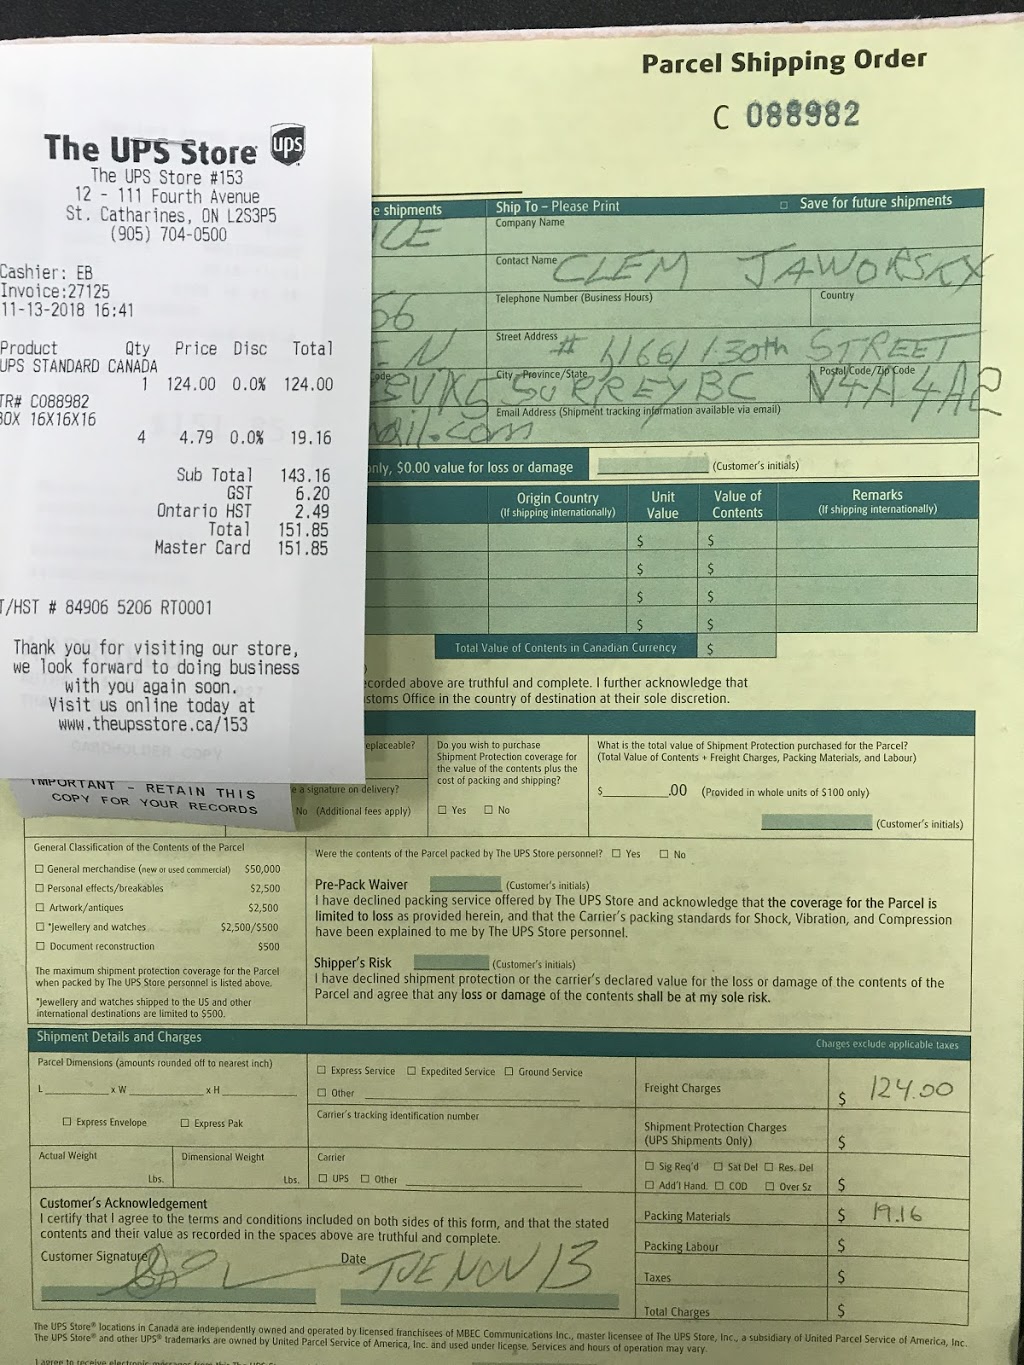 Parcel Shipping Order
C 088982
The UPS Store ups
The UPS Store #153
12 - 111 Fourth Avenue
St. Catharines, ON L2S3P5
(905) 704-0500
Cashier: EB
Invoice:27125
11-13-2018 16:41
Product Qty Price Disc Total
UPS STANDARD CANADA
1 124.00 0.0% 124.00
TR# C088982
BOX 16X16X16
4 4.79 0.0% 19.16
Sub Total 143.16
GST 6.20
Ontario HST 2.49
Total 151.85
Master Card 151.85
T/HST # 84906 5206 RT0001
Thank you for visiting our store,
we look forward to doing business
with you again soon.
Visit us online today at
www.theupsstore.ca/153
CARDHOLDER COPY
IMPORTANT - RETAIN THIS
COPY FOR YOUR RECORDS
e shipments
Ship To – Please Print Save for future shipments
Company Name
Contact Name CLEM JAWORSKY
Telephone Number (Business Hours) Country
66
Street Address # 1/1661 130th STREET
City – Province/State Postal Code/Zip Code
SURREY BC V4A 4A2
Email Address (Shipment tracking information available via email)
ail.com
only, $0.00 value for loss or damage (Customer's initials)
Origin Country Unit Value of Remarks
(If shipping internationally) Value Contents (If shipping internationally)
$ $
$ $
$ $
$ $
Total Value of Contents in Canadian Currency $
corded above are truthful and complete. I further acknowledge that
stoms Office in the country of destination at their sole discretion.
eplaceable?
e a signature on delivery?
No (Additional fees apply)
Do you wish to purchase
Shipment Protection coverage for
the value of the contents plus the
cost of packing and shipping?
Yes No
What is the total value of Shipment Protection purchased for the Parcel?
(Total Value of Contents + Freight Charges, Packing Materials, and Labour)
$ .00 (Provided in whole units of $100 only)
(Customer's initials)
General Classification of the Contents of the Parcel
General merchandise (new or used commercial) $50,000
Personal effects/breakables $2,500
Artwork/antiques $2,500
*Jewellery and watches $2,500/$500
Document reconstruction $500
The maximum shipment protection coverage for the Parcel
when packed by The UPS Store personnel is listed above.
*Jewellery and watches shipped to the US and other
international destinations are limited to $500.
Were the contents of the Parcel packed by The UPS Store personnel? Yes No
Pre-Pack Waiver (Customer's initials)
I have declined packing service offered by The UPS Store and acknowledge that the coverage for the Parcel is
limited to loss as provided herein, and that the Carrier's packing standards for Shock, Vibration, and Compression
have been explained to me by The UPS Store personnel.
Shipper's Risk (Customer's initials)
I have declined shipment protection or the carrier's declared value for the loss or damage of the contents of the
Parcel and agree that any loss or damage of the contents shall be at my sole risk.
Shipment Details and Charges Charges exclude applicable taxes
Parcel Dimensions (amounts rounded off to nearest inch)
L x W x H
Express Envelope Express Pak
Actual Weight Dimensional Weight
Lbs. Lbs.
Express Service Expedited Service Ground Service
Other
Carrier's tracking identification number
Carrier
UPS Other
Freight Charges $ 124.00
Shipment Protection Charges
(UPS Shipments Only) $
Sig Req'd Sat Del Res. Del
Add'l Hand. COD Over Sz $
Packing Materials $ 19.16
Packing Labour $
Taxes $
Total Charges $
Customer's Acknowledgement
I certify that I agree to the terms and conditions included on both sides of this form, and that the stated
contents and their value as recorded in the spaces above are truthful and complete.
Customer Signature Date TUE NOV 13
The UPS Store® locations in Canada are independently owned and operated by licensed franchisees of MBEC Communications Inc., master licensee of The UPS Store, Inc., a subsidiary of United Parcel Service of America, Inc.
The UPS Store® and other UPS® trademarks are owned by United Parcel Service of America, Inc. and used under license. Services and hours of operation may vary.